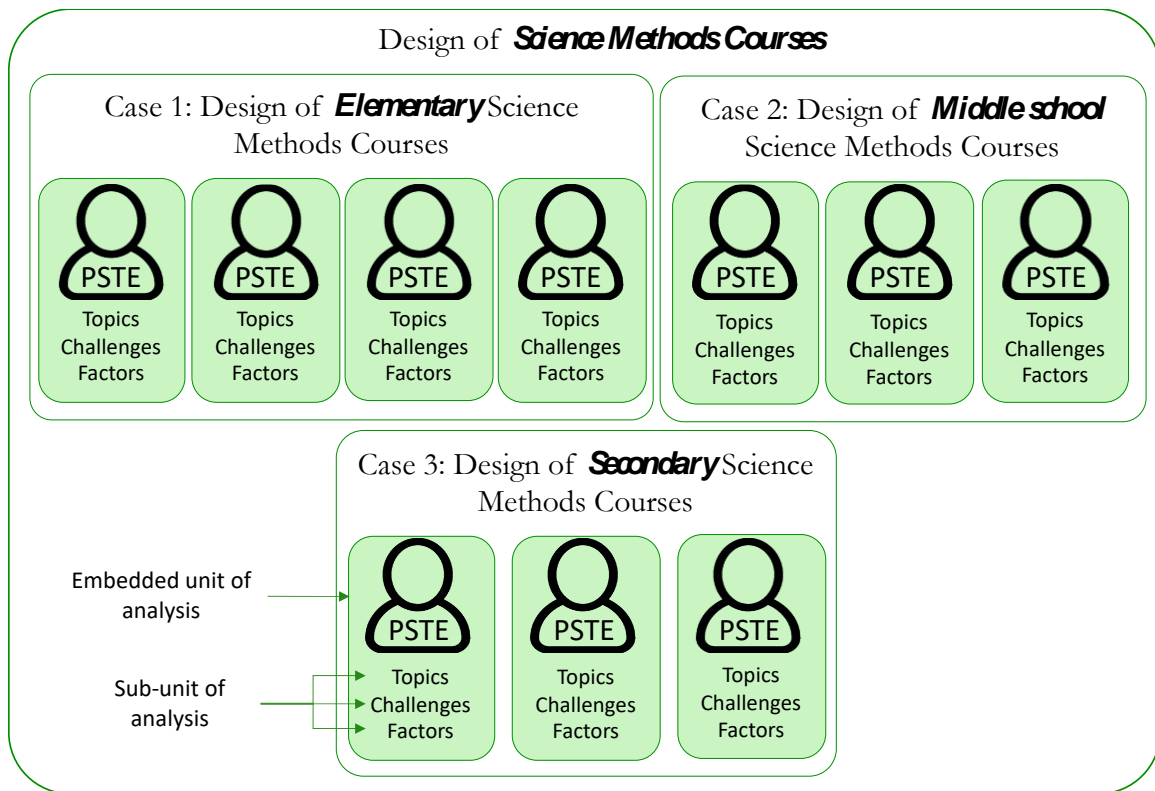 Design of Science Methods Courses
Case 1: Design of Elementary Science
Methods Courses
PSTE
Topics
Challenges
Factors
PSTE
Topics
Challenges
Factors
PSTE
Topics
Challenges
Factors
PSTE
Topics
Challenges
Factors
Case 2: Design of Middle school
Science Methods Courses
PSTE
Topics
Challenges
Factors
PSTE
Topics
Challenges
Factors
PSTE
Topics
Challenges
Factors
Case 3: Design of Secondary Science
Methods Courses
Embedded unit of
analysis
Sub-unit of
analysis
PSTE
Topics
Challenges
Factors
PSTE
Topics
Challenges
Factors
PSTE
Topics
Challenges
Factors